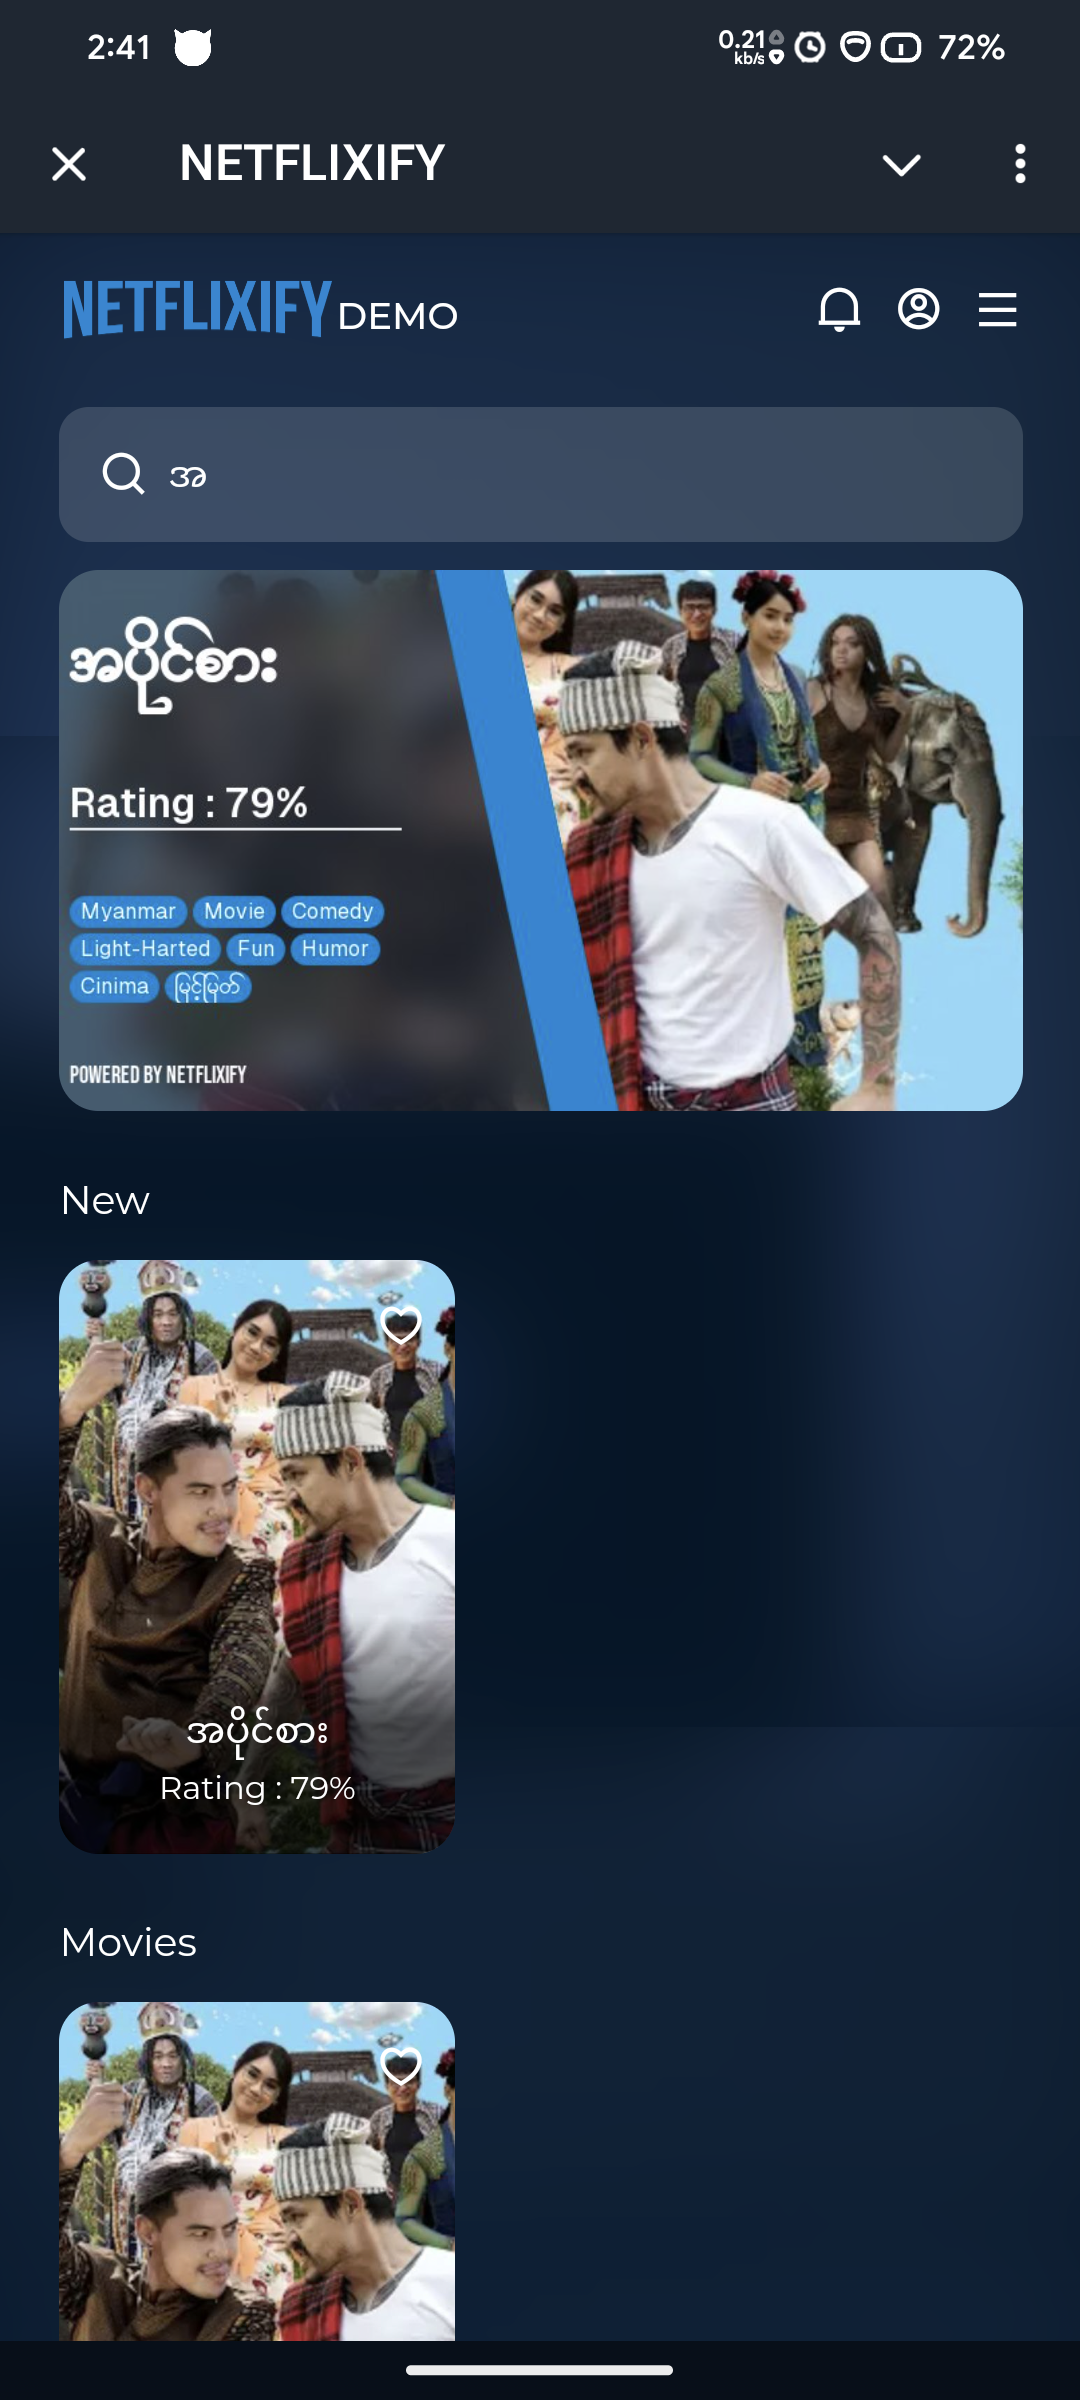 2:41
0.21
kb/s
72%
NETFLIXIFY
NETFLIXIFY DEMO
အ
အပိုင်စား
Rating : 79%
Myanmar Movie Comedy
Light-Harted Fun Humor
Cinima မြင့်မြတ်
POWERED BY NETFLIXIFY
New
အပိုင်စား
Rating : 79%
Movies